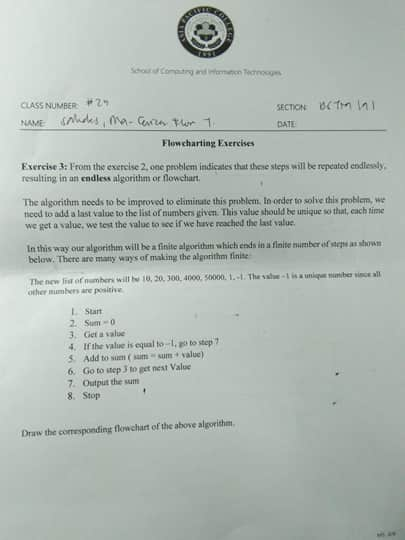 ASIA PACIFIC COLLEGE
1991
School of Computing and Information Technologies
CLASS NUMBER: #29 SECTION:
NAME: , Ma- T. DATE:
Flowcharting Exercises
Exercise 3: From the exercise 2, one problem indicates that these steps will be repeated endlessly,
resulting in an endless algorithm or flowchart.
The algorithm needs to be improved to eliminate this problem. In order to solve this problem, we
need to add a last value to the list of numbers given. This value should be unique so that, each time
we get a value, we test the value to see if we have reached the last value.
In this way our algorithm will be a finite algorithm which ends in a finite number of steps as shown
below. There are many ways of making the algorithm finite:
The new list of numbers will be 10, 20, 300, 4000, 50000, 1, -1. The value -1 is a unique number since all
other numbers are positive.
1. Start
2. Sum = 0
3. Get a value
4. If the value is equal to –1, go to step 7
5. Add to sum ( sum = sum + value)
6. Go to step 3 to get next Value
7. Output the sum
8. Stop
Draw the corresponding flowchart of the above algorithm.